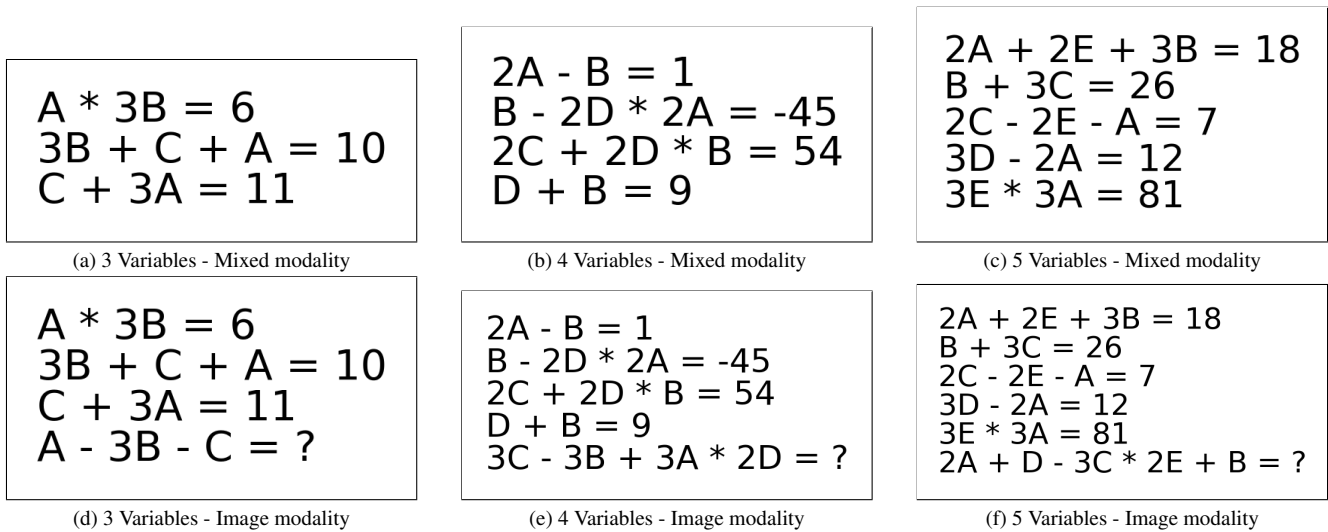 A * 3B = 6
3B + C + A = 10
C + 3A = 11
(a) 3 Variables - Mixed modality
2A - B = 1
B - 2D * 2A = -45
2C + 2D * B = 54
D + B = 9
(b) 4 Variables - Mixed modality
2A + 2E + 3B = 18
B + 3C = 26
2C - 2E - A = 7
3D - 2A = 12
3E * 3A = 81
(c) 5 Variables - Mixed modality
A * 3B = 6
3B + C + A = 10
C + 3A = 11
A - 3B - C = ?
(d) 3 Variables - Image modality
2A - B = 1
B - 2D * 2A = -45
2C + 2D * B = 54
D + B = 9
3C - 3B + 3A * 2D = ?
(e) 4 Variables - Image modality
2A + 2E + 3B = 18
B + 3C = 26
2C - 2E - A = 7
3D - 2A = 12
3E * 3A = 81
2A + D - 3C * 2E + B = ?
(f) 5 Variables - Image modality